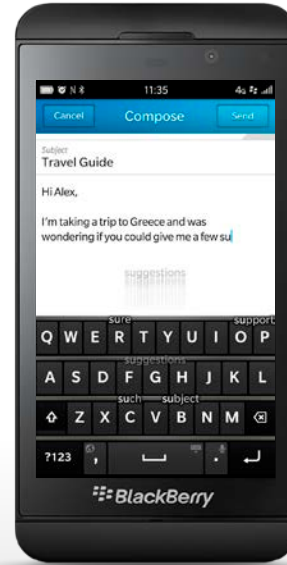 11:35
4G
Cancel Compose Send
Subject
Travel Guide
Hi Alex,
I'm taking a trip to Greece and was
wondering if you could give me a few su
suggestions
sure support
Q W E R T Y U I O P
suggestions
A S D F G H J K L
such subject
Z X C V B N M
?123 , .
BlackBerry